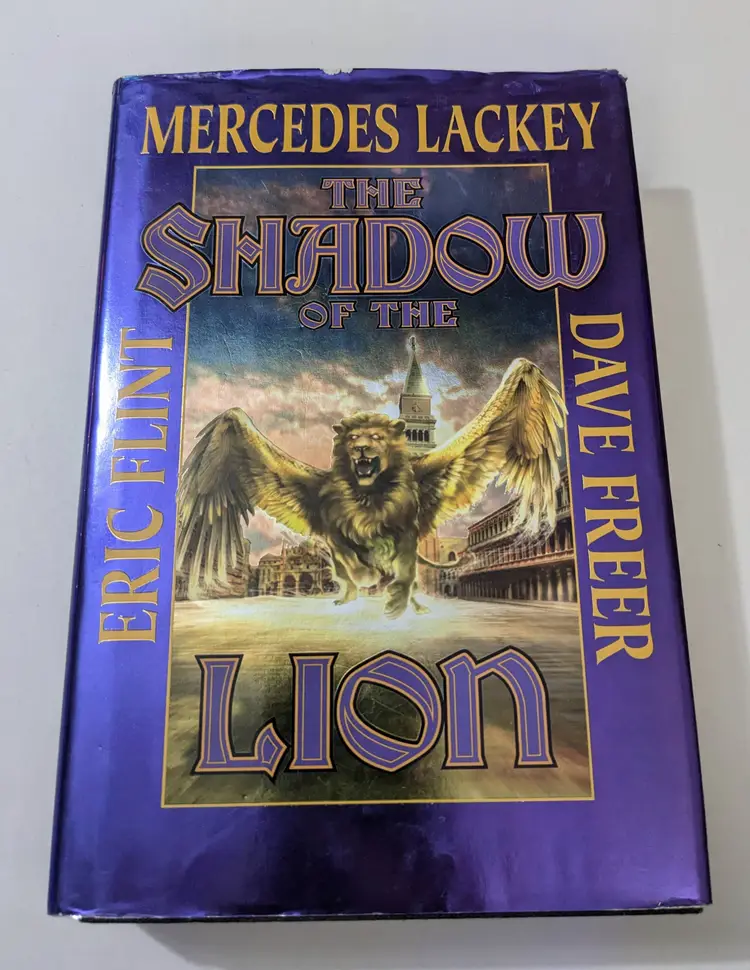 MERCEDES LACKEY
THE
SHADOW
OF THE
LION
ERIC FLINT
DAVE FREER